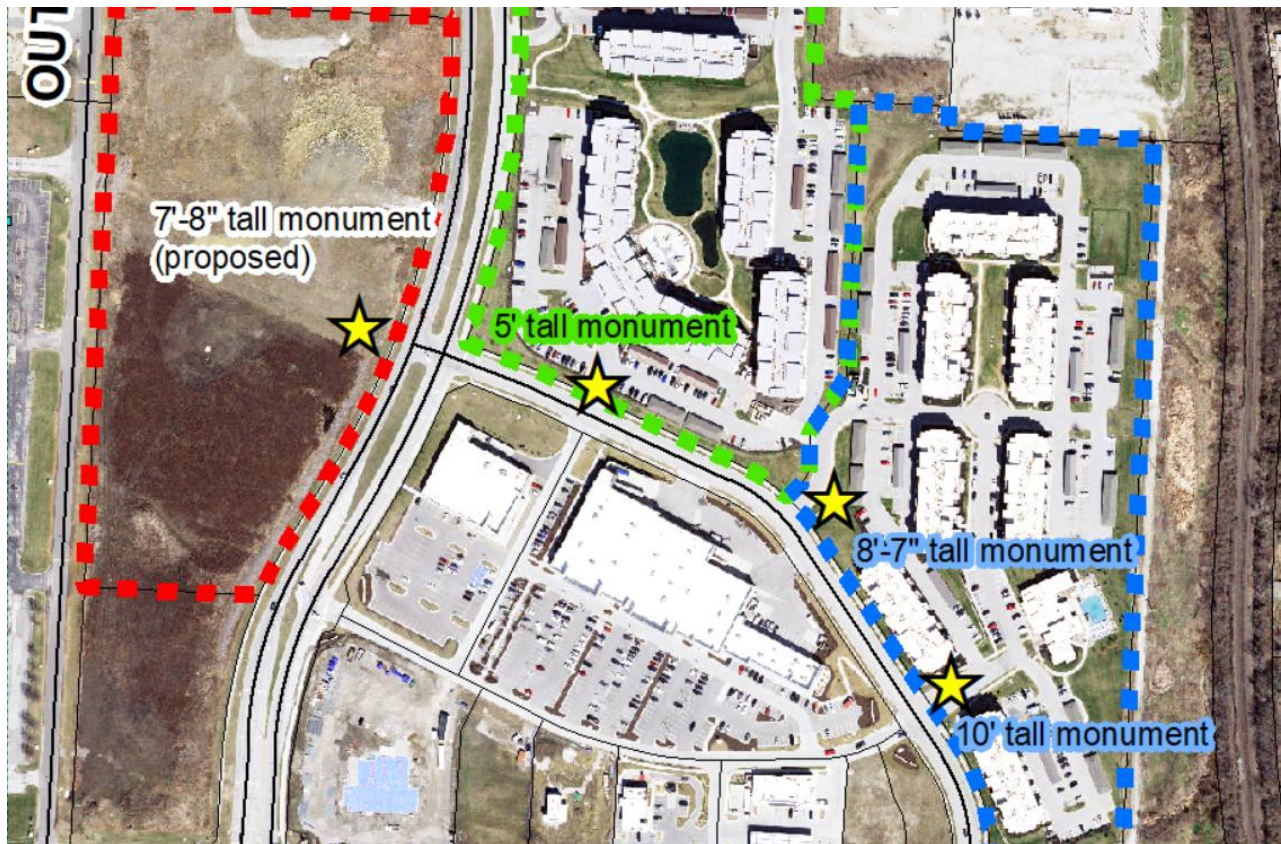 OUT
7'-8" tall monument
(proposed)
5' tall monument
8'-7" tall monument
10' tall monument